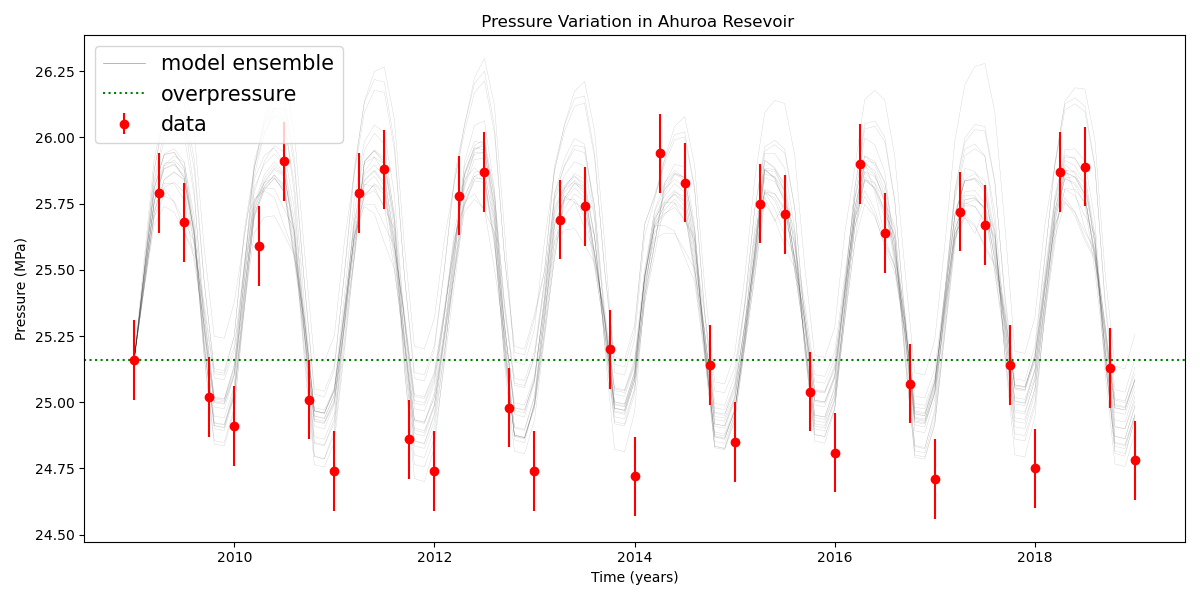 Pressure Variation in Ahuroa Resevoir
model ensemble
overpressure
data
Pressure (MPa)
26.25
26.00
25.75
25.50
25.25
25.00
24.75
24.50
2010
2012
2014
2016
2018
Time (years)